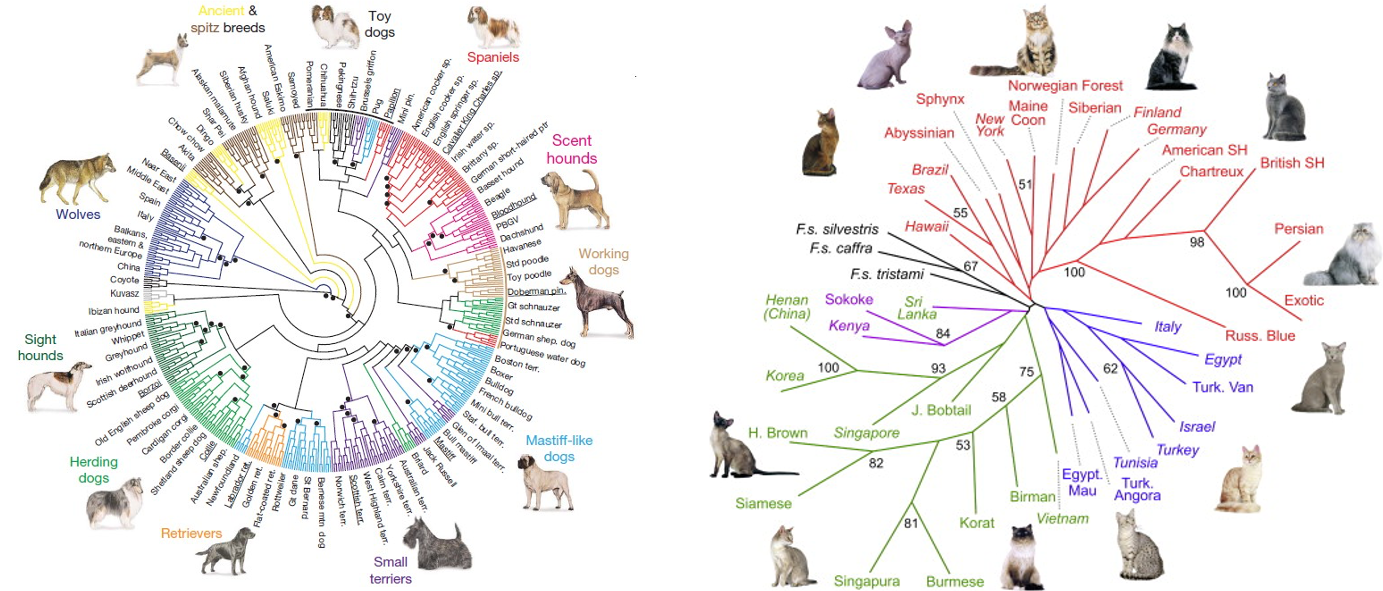 Ancient &
spitz breeds
Toy
dogs
Spaniels
Scent
hounds
Working
dogs
Mastiff-like
dogs
Small
terriers
Retrievers
Herding
dogs
Sight
hounds
Wolves
Basenji
Akita
Chow chow
Dingo
Shar Pei
Alaskan malamute
Siberian husky
Afghan hound
Saluki
American Eskimo
Samoyed
Pomeranian
Chihuahua
Pekingnese
Shih-tzu
Brussels griffon
Pug
Papillon
Mini pin.
American cocker sp.
English cocker sp.
English springer sp.
Cavalier King Charles sp.
Irish water sp.
Brittany sp.
German short-haired ptr
Basset hound
Beagle
Bloodhound
PBGV
Dachshund
Havanese
Std poodle
Toy poodle
Doberman pin.
Gt schnauzer
Std schnauzer
German shep. dog
Portuguese water dog
Boston terr.
Boxer
Bulldog
French bulldog
Mini bull terr.
Staf. bull terr.
Glen of Imaal terr.
Bull mastiff
Mastiff
Jack Russell
Briard
Australian terr.
Yorkshire terr.
Cairn terr.
West Highland terr.
Scottish terr.
Norwich terr.
Bernese mtn dog
St Bernard
Great Dane
Rottweiler
Flat-coated ret.
Golden ret.
Labrador ret.
Newfoundland
Australian shep.
Collie
Shetland sheep dog
Border collie
Cardigan corgi
Pembroke corgi
Old English sheep dog
Borzoi
Scottish deerhound
Irish wolfhound
Greyhound
Whippet
Italian greyhound
Ibizan hound
Kuvasz
Coyote
China
Balkans,
eastern &
northern Europe
Italy
Spain
Middle East
Near East
Norwegian Forest
Sphynx
New
York
Maine
Coon
Siberian
Finland
Germany
Abyssinian
American SH
Chartreux
British SH
Brazil
Texas
51
55
Hawaii
Persian
98
F.s. silvestris
F.s. caffra
F.s. tristami
67
100
100
Exotic
Russ. Blue
Henan
(China)
Sokoke
Kenya
Sri
Lanka
84
Italy
Egypt
Turk. Van
100
Korea
93
75
62
58
J. Bobtail
Singapore
Israel
Turkey
H. Brown
82
53
Siamese
Tunisia
Egypt.
Mau
Turk.
Angora
Birman
Vietnam
Korat
81
Singapura
Burmese